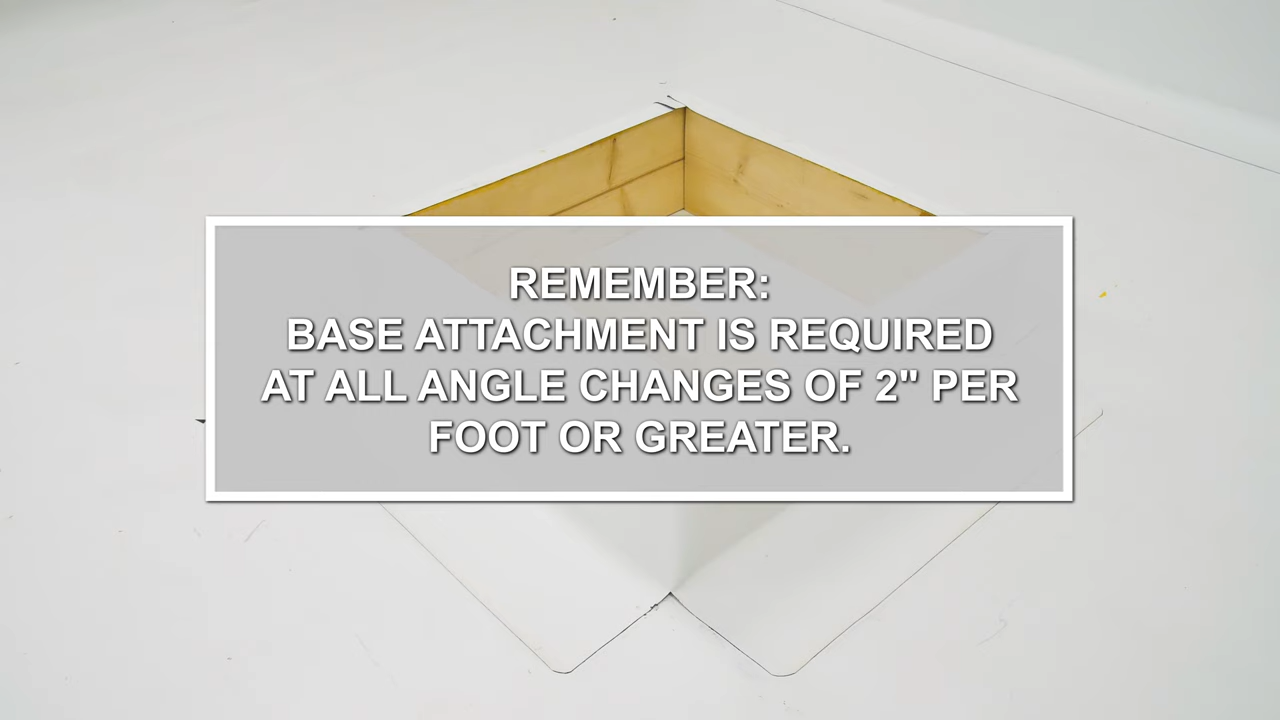 REMEMBER:
BASE ATTACHMENT IS REQUIRED
AT ALL ANGLE CHANGES OF 2" PER
FOOT OR GREATER.